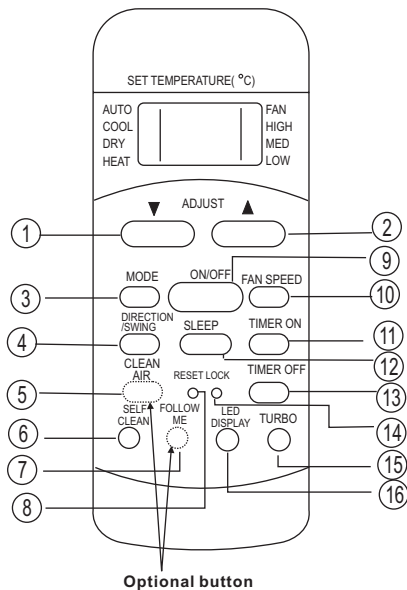 SET TEMPERATURE( °C)
AUTO
COOL
DRY
HEAT
FAN
HIGH
MED
LOW
▼ ADJUST ▲
1
2
MODE
ON/OFF
FAN SPEED
9
3
10
DIRECTION
/SWING
SLEEP
TIMER ON
11
4
12
CLEAN
AIR
RESET LOCK
TIMER OFF
5
13
SELF
CLEAN
FOLLOW
ME
LED
DISPLAY
TURBO
14
6
7
15
8
16
Optional button